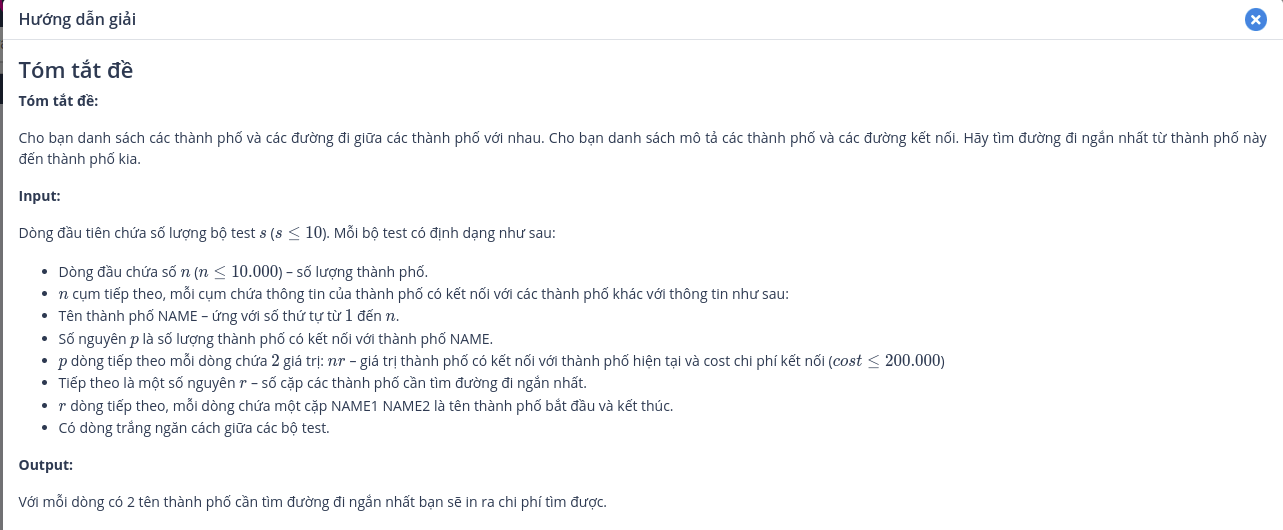 Hướng dẫn giải
Tóm tắt đề
Tóm tắt đề:
Cho bạn danh sách các thành phố và các đường đi giữa các thành phố với nhau. Cho bạn danh sách mô tả các thành phố và các đường kết nối. Hãy tìm đường đi ngắn nhất từ thành phố này
đến thành phố kia.
Input:
Dòng đầu tiên chứa số lượng bộ test s (s ≤ 10). Mỗi bộ test có định dạng như sau:
• Dòng đầu chứa số n (n ≤ 10.000) – số lượng thành phố.
• n cụm tiếp theo, mỗi cụm chứa thông tin của thành phố có kết nối với các thành phố khác với thông tin như sau:
• Tên thành phố NAME – ứng với số thứ tự từ 1 đến n.
• Số nguyên p là số lượng thành phố có kết nối với thành phố NAME.
• p dòng tiếp theo mỗi dòng chứa 2 giá trị: nr – giá trị thành phố có kết nối với thành phố hiện tại và cost chi phí kết nối (cost ≤ 200.000)
• Tiếp theo là một số nguyên r – số cặp các thành phố cần tìm đường đi ngắn nhất.
• r dòng tiếp theo, mỗi dòng chứa một cặp NAME1 NAME2 là tên thành phố bắt đầu và kết thúc.
• Có dòng trắng ngăn cách giữa các bộ test.
Output:
Với mỗi dòng có 2 tên thành phố cần tìm đường đi ngắn nhất bạn sẽ in ra chi phí tìm được.